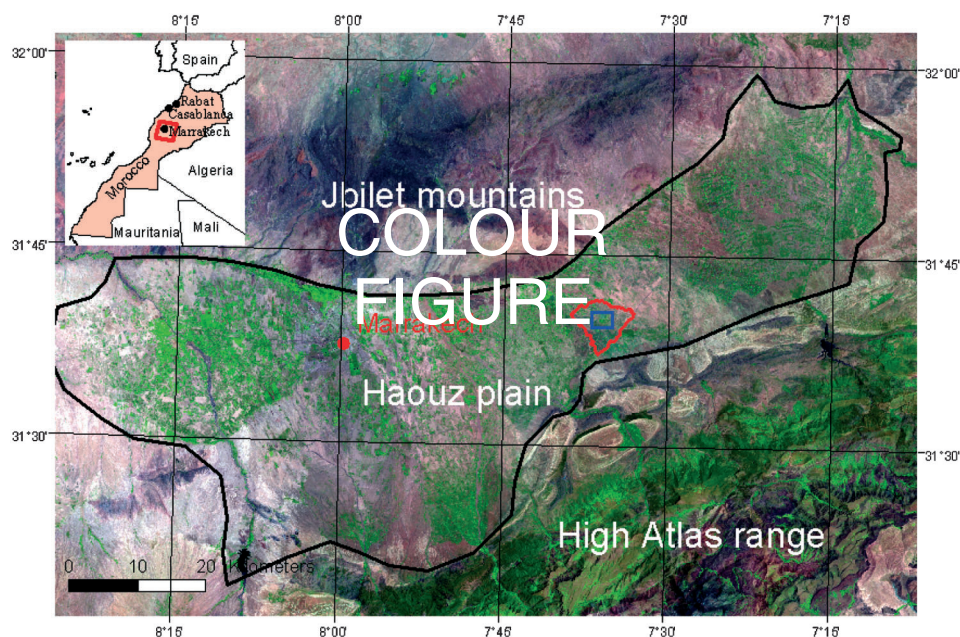 8°15' 8°00' 7°45' 7°30' 7°15'
32°00'
32°00'
Spain
Rabat
Casablanca
Marrakech
Algeria
Morocco
Mauritania
Mali
Jbilet mountains
COLOUR
FIGURE
31°45'
31°45'
Marrakech
Haouz plain
31°30'
31°30'
High Atlas range
0 10 20 Kilometers
8°15' 8°00' 7°45' 7°30' 7°15'